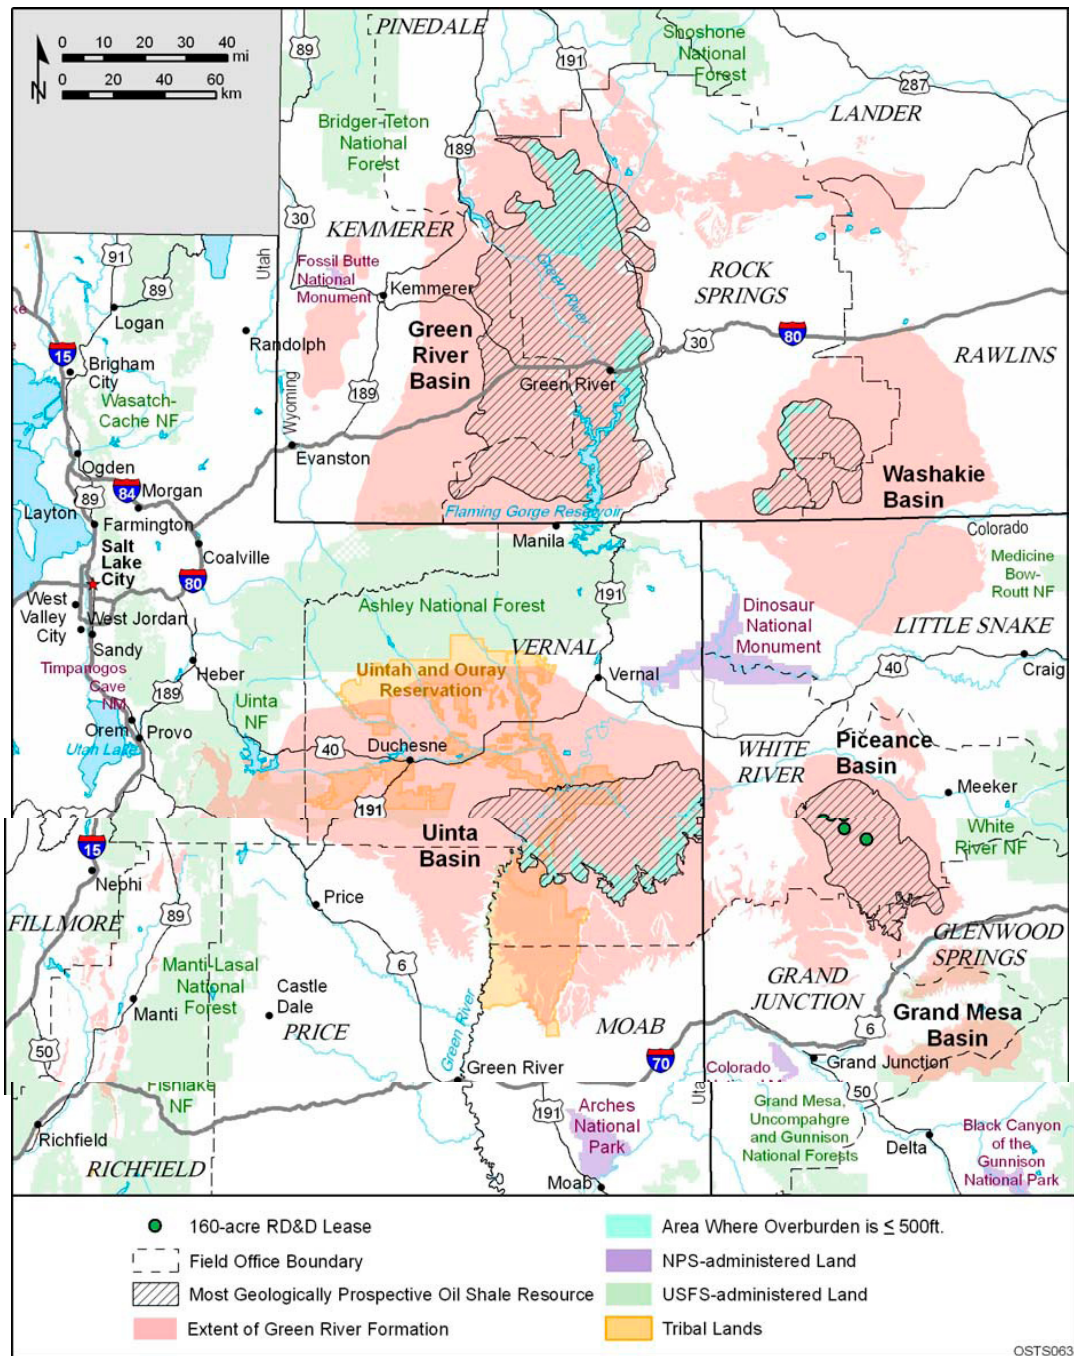 PINEDALE
Shoshone
National
Forest
0 10 20 30 40
mi
0 20 40 60
km
N
89
191
287
LANDER
Bridger-Teton
National
Forest
189
30
KEMMERER
91
Utah
Fossil Butte
National
Monument
Kemmerer
Green River
ROCK
SPRINGS
89
Logan
Randolph
Green
River
Basin
80
30
RAWLINS
15
Brigham
City
Green River
Wasatch-
Cache NF
Wyoming
189
Evanston
Ogden
84
Morgan
89
Washakie
Basin
Layton
Farmington
Flaming Gorge Reservoir
Salt
Lake
City
Coalville
Manila
Colorado
80
Medicine
Bow-
Routt NF
191
West
Valley
City
West Jordan
Ashley National Forest
Dinosaur
National
Monument
LITTLE SNAKE
Sandy
VERNAL
40
Craig
Timpanogos
Cave
NM
Heber
189
Uintah and Ouray
Reservation
Vernal
Uinta
NF
Orem
Provo
Utah Lake
40
Duchesne
WHITE
RIVER
Piceance
Basin
Meeker
191
15
Uinta
Basin
White
River NF
Nephi
Price
89
FILLMORE
GLENWOOD
SPRINGS
6
Manti-Lasal
National
Forest
Castle
Dale
GRAND
JUNCTION
Manti
PRICE
Green River
MOAB
6
Grand Mesa
Basin
50
70
Green River
Colorado
Grand Junction
Fishlake
NF
Uta
50
191
Arches
National
Park
Grand Mesa,
Uncompahgre
and Gunnison
National Forests
Delta
Black Canyon
of the
Gunnison
National Park
Richfield
RICHFIELD
Moab
160-acre RD&D Lease
Field Office Boundary
Most Geologically Prospective Oil Shale Resource
Extent of Green River Formation
Area Where Overburden is ≤ 500ft.
NPS-administered Land
USFS-administered Land
Tribal Lands
OSTS063